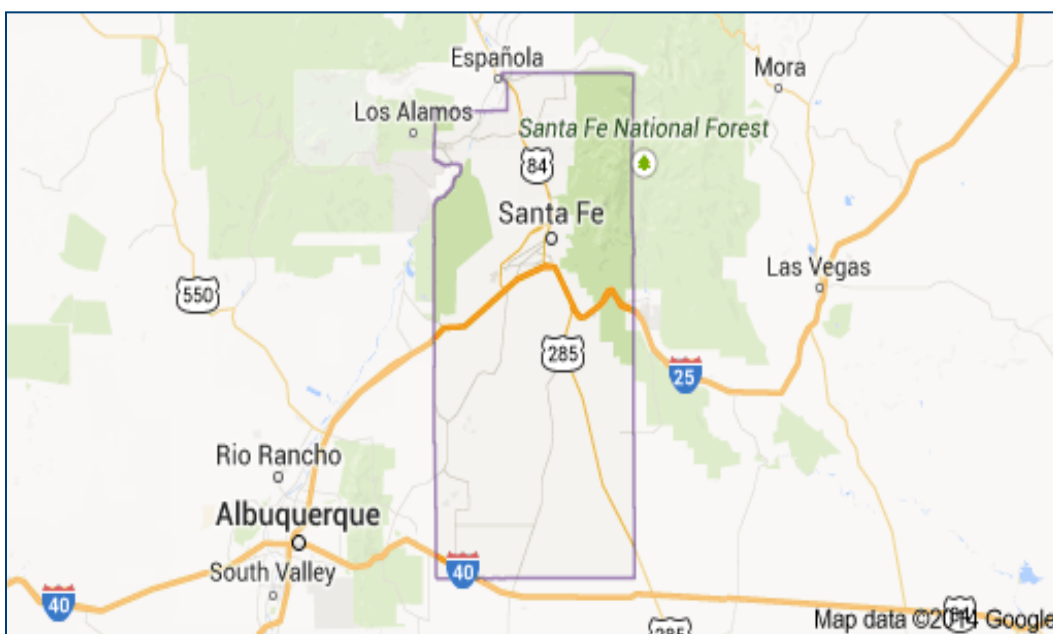 Española
Mora
Los Alamos
Santa Fe National Forest
84
Santa Fe
Las Vegas
550
285
25
Rio Rancho
Albuquerque
40
South Valley
40
Map data ©2014 Google
285